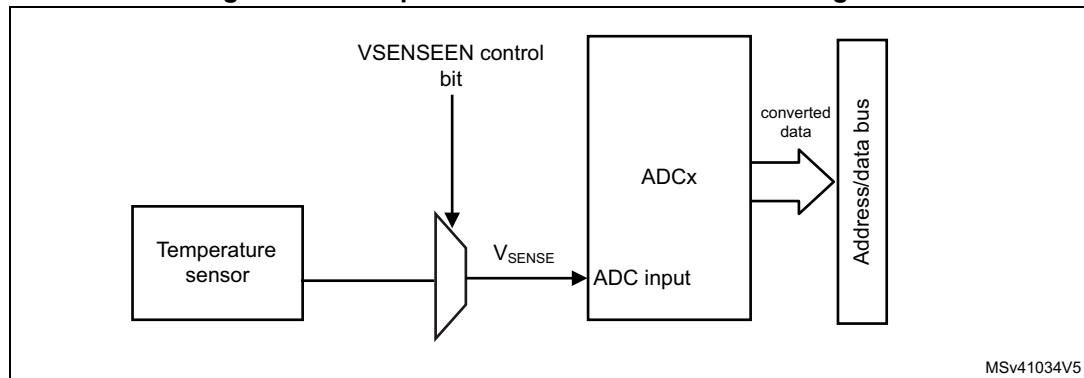 VSENSEEN control
bit
converted
data
ADCx
Address/data bus
Temperature
sensor
VSENSE
ADC input
MSv41034V5